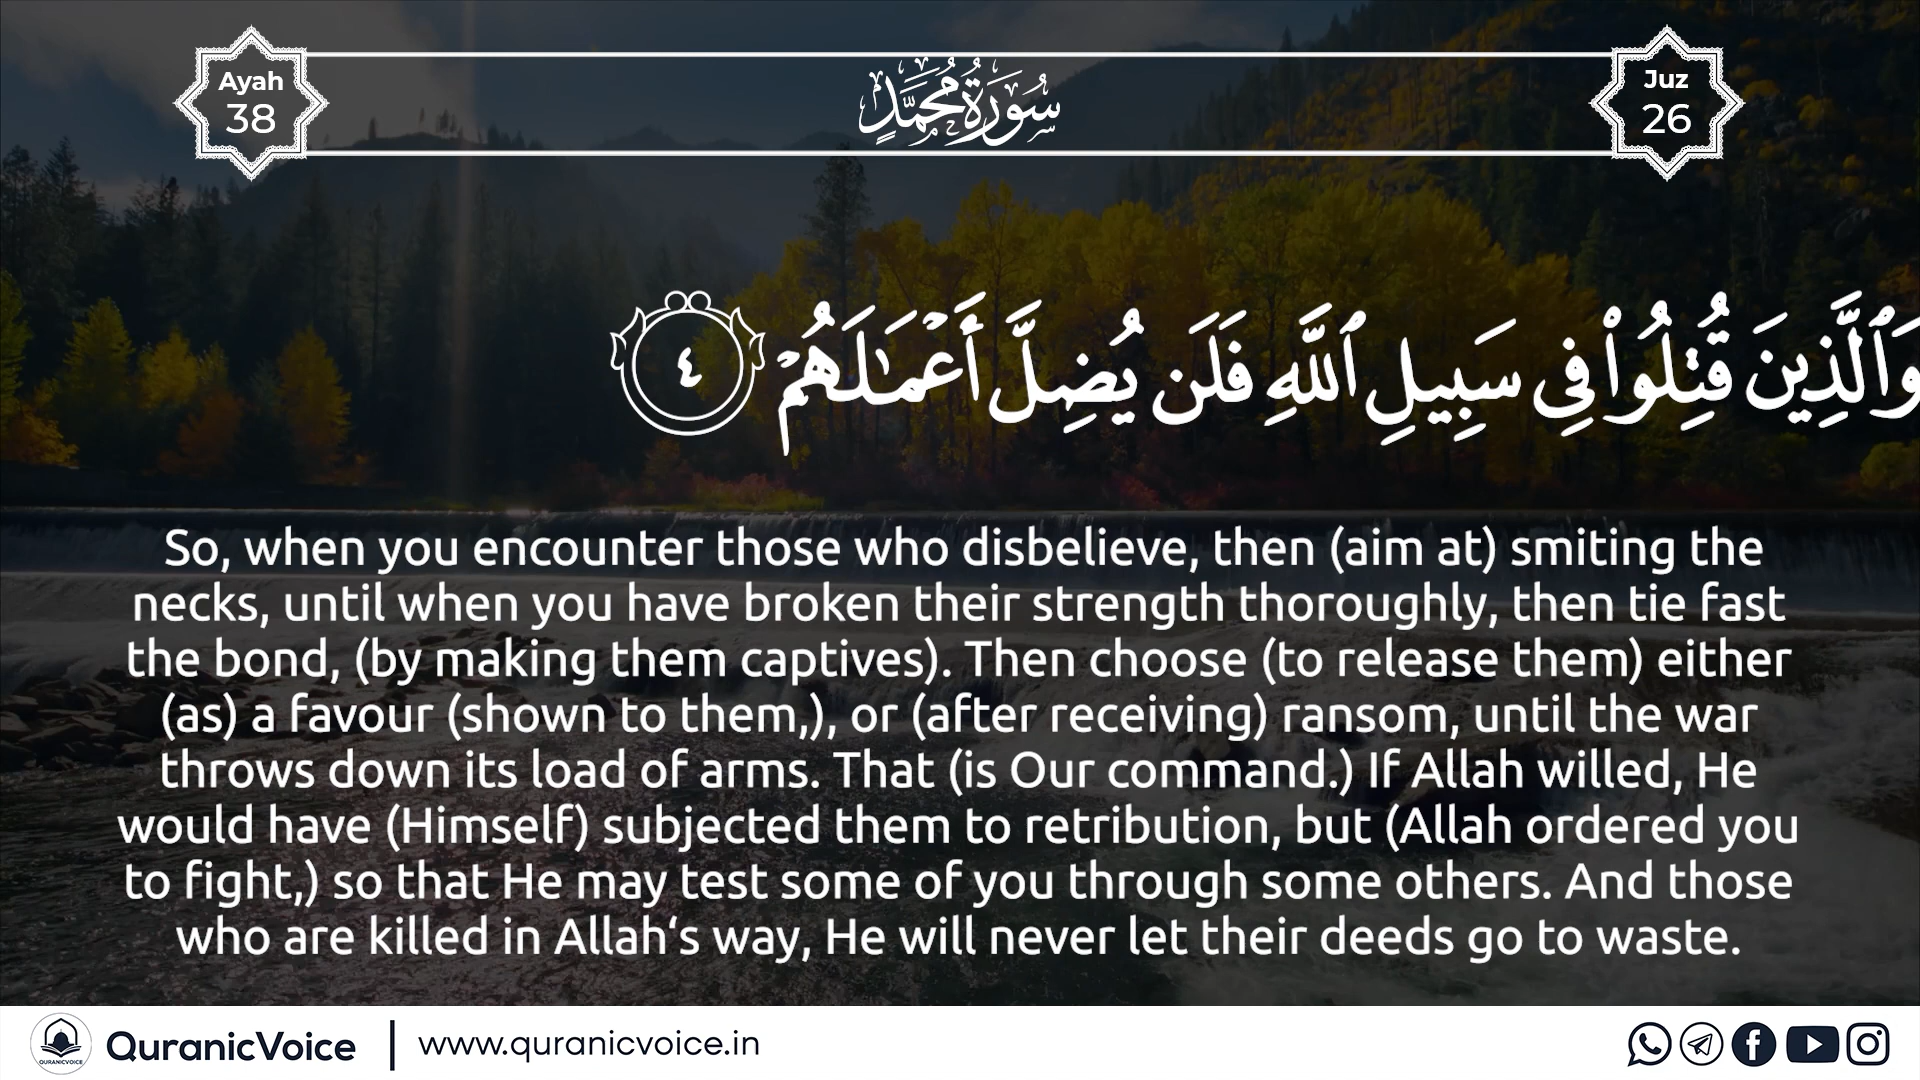 Ayah
38
سُورَةُ مُحَمَّدٍ
Juz
26
وَٱلَّذِينَ قُتِلُوا۟ فِى سَبِيلِ ٱللَّهِ فَلَن يُضِلَّ أَعْمَـٰلَهُمْ ٤
So, when you encounter those who disbelieve, then (aim at) smiting the
necks, until when you have broken their strength thoroughly, then tie fast
the bond, (by making them captives). Then choose (to release them) either
(as) a favour (shown to them,), or (after receiving) ransom, until the war
throws down its load of arms. That (is Our command.) If Allah willed, He
would have (Himself) subjected them to retribution, but (Allah ordered you
to fight,) so that He may test some of you through some others. And those
who are killed in Allah‘s way, He will never let their deeds go to waste.
QURANICVOICE
QuranicVoice | www.quranicvoice.in